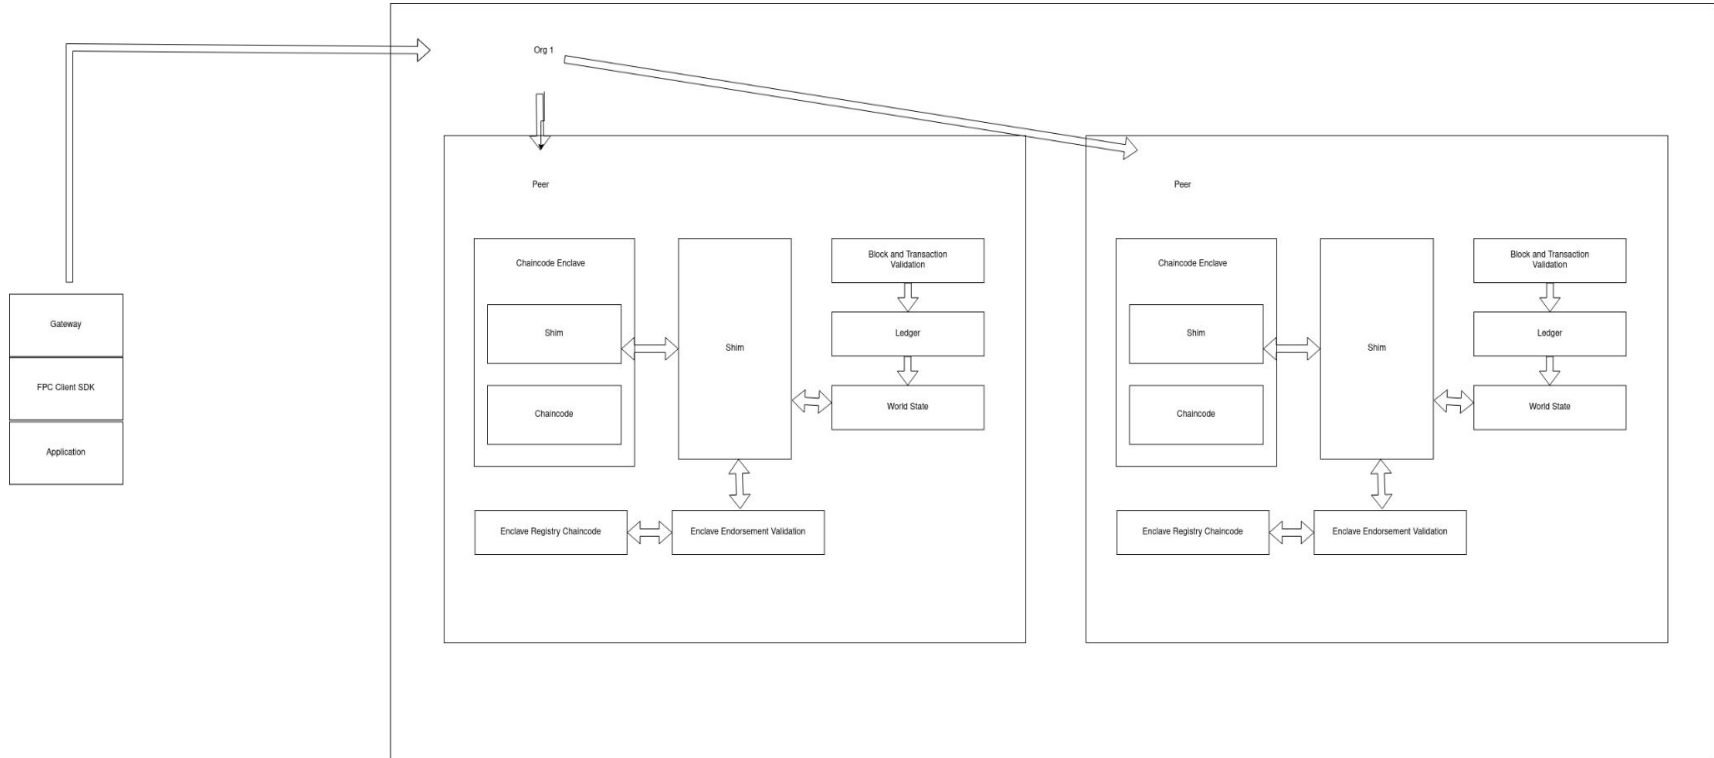 Org 1
Gateway
FPC Client SDK
Application
Peer
Chaincode Enclave
Shim
Chaincode
Shim
Block and Transaction
Validation
Ledger
World State
Enclave Registry Chaincode
Enclave Endorsement Validation
Peer
Chaincode Enclave
Shim
Chaincode
Shim
Block and Transaction
Validation
Ledger
World State
Enclave Registry Chaincode
Enclave Endorsement Validation